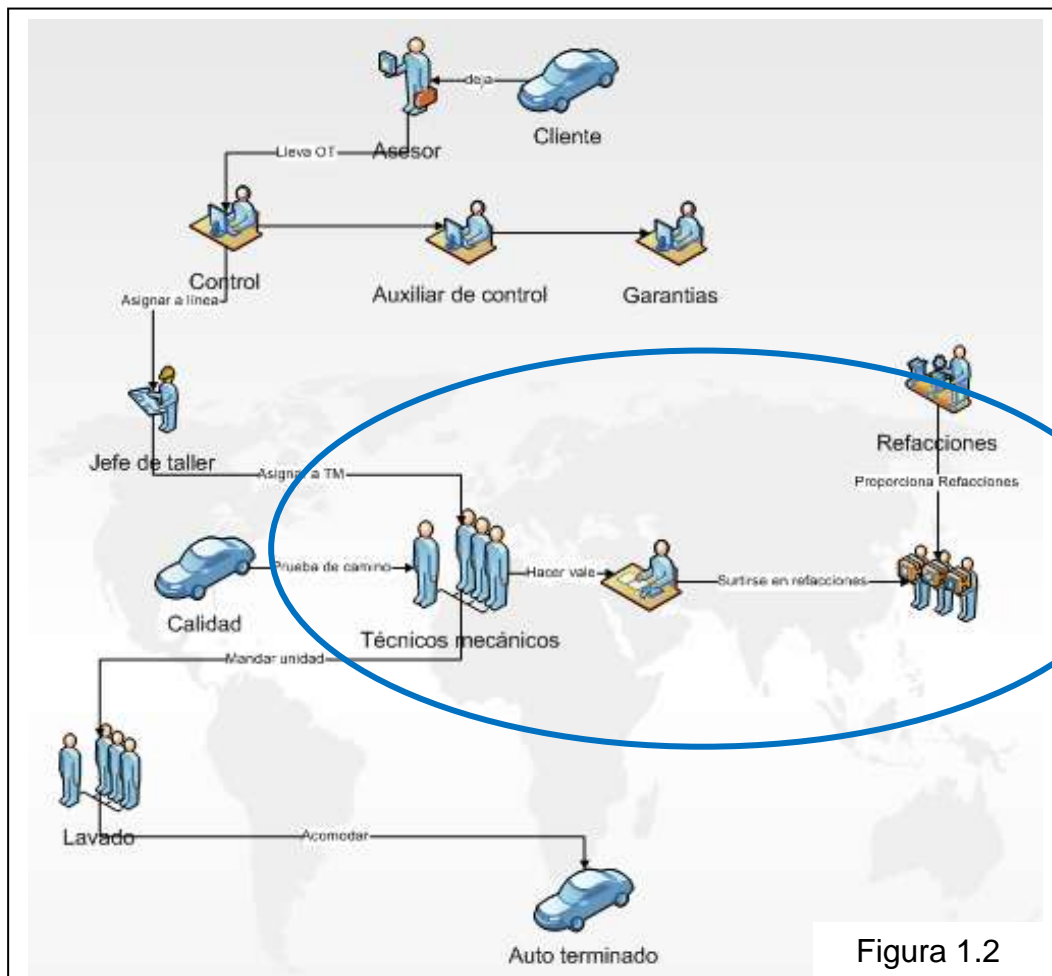 deja
Cliente
Asesor
Lleva OT
Control
Auxiliar de control
Garantias
Asignar a línea
Jefe de taller
Refacciones
Asignar a TM
Proporciona Refacciones
Prueba de camino
Hacer vale
Surtirse en refacciones
Calidad
Técnicos mecánicos
Mandar unidad
Lavado
Acomodar
Auto terminado
Figura 1.2